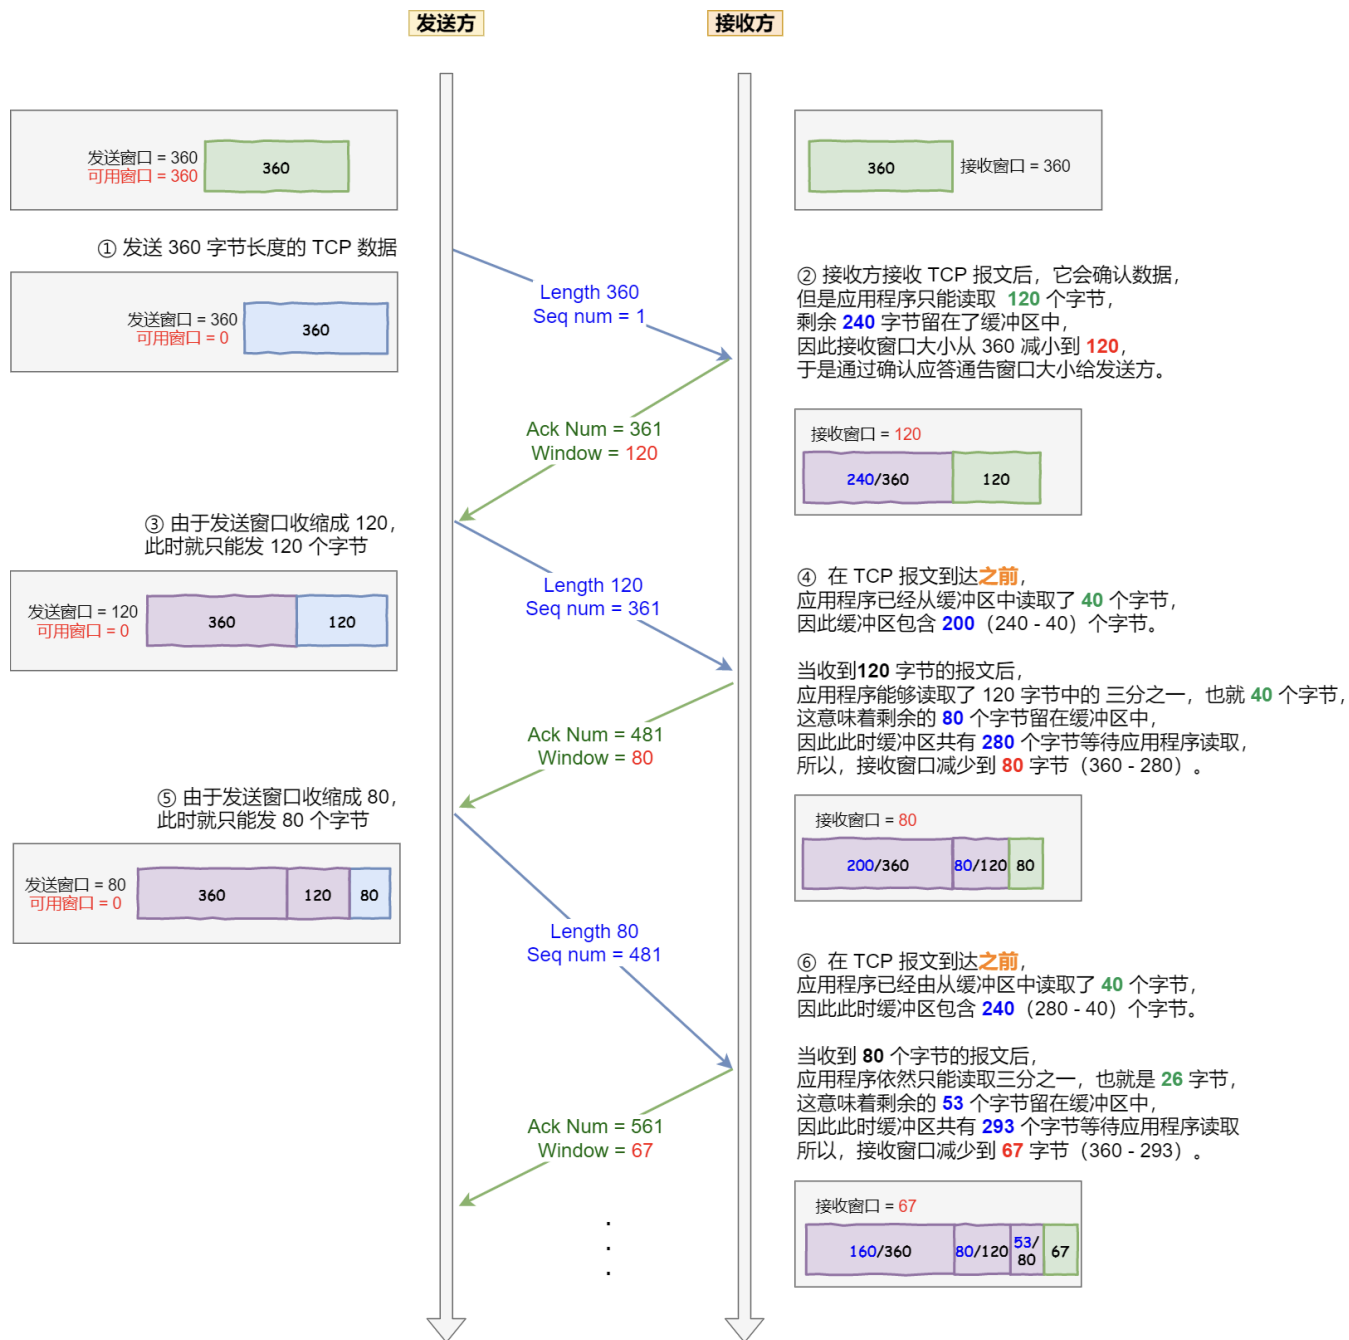 发送方
接收方
发送窗口 = 360
可用窗口 = 360
360
360
接收窗口 = 360
① 发送 360 字节长度的 TCP 数据
发送窗口 = 360
可用窗口 = 0
360
Length 360
Seq num = 1
② 接收方接收 TCP 报文后，它会确认数据，
但是应用程序只能读取 120 个字节，
剩余 240 字节留在了缓冲区中，
因此接收窗口大小从 360 减小到 120，
于是通过确认应答通告窗口大小给发送方。
Ack Num = 361
Window = 120
接收窗口 = 120
240/360
120
③ 由于发送窗口收缩成 120，
此时就只能发 120 个字节
发送窗口 = 120
可用窗口 = 0
360
120
Length 120
Seq num = 361
④ 在 TCP 报文到达之前，
应用程序已经从缓冲区中读取了 40 个字节，
因此缓冲区包含 200（240 - 40）个字节。
当收到120 字节的报文后，
应用程序能够读取了 120 字节中的 三分之一，也就 40 个字节，
这意味着剩余的 80 个字节留在缓冲区中，
因此此时缓冲区共有 280 个字节等待应用程序读取，
所以，接收窗口减少到 80 字节（360 - 280）。
Ack Num = 481
Window = 80
接收窗口 = 80
200/360
80/120
80
⑤ 由于发送窗口收缩成 80，
此时就只能发 80 个字节
发送窗口 = 80
可用窗口 = 0
360
120
80
Length 80
Seq num = 481
⑥ 在 TCP 报文到达之前，
应用程序已经由从缓冲区中读取了 40 个字节，
因此此时缓冲区包含 240（280 - 40）个字节。
当收到 80 个字节的报文后，
应用程序依然只能读取三分之一，也就是 26 字节，
这意味着剩余的 53 个字节留在缓冲区中，
因此此时缓冲区共有 293 个字节等待应用程序读取
所以，接收窗口减少到 67 字节（360 - 293）。
Ack Num = 561
Window = 67
接收窗口 = 67
160/360
80/120
53/
80
67